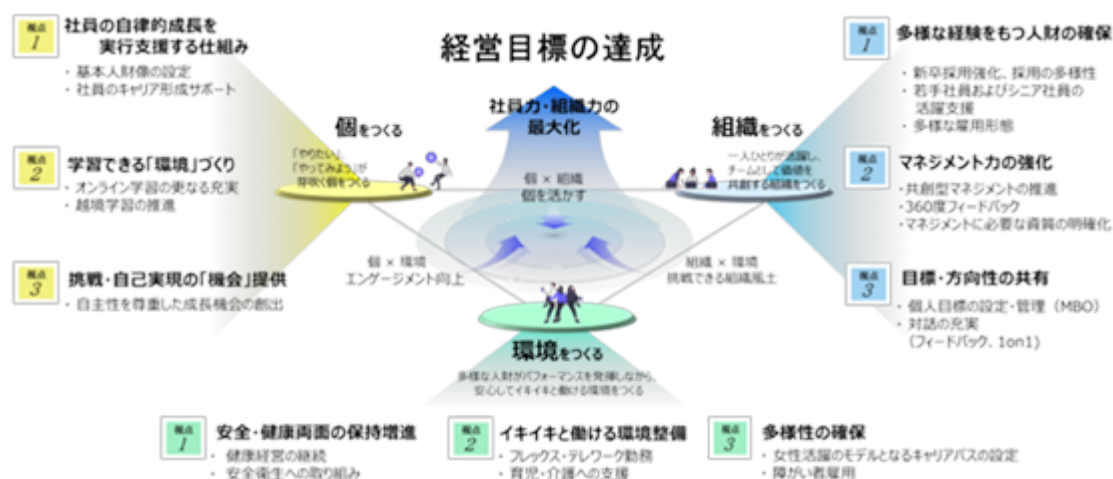 経営目標の達成
社員力・組織力の
最大化
視点
1
社員の自律的成長を
実行支援する仕組み
・ 基本人財像の設定
・ 社員のキャリア形成サポート
視点
2
学習できる「環境」づくり
・ オンライン学習の更なる充実
・ 越境学習の推進
視点
3
挑戦・自己実現の「機会」提供
・ 自主性を尊重した成長機会の創出
個をつくる
「やりたい」、
「やってみよう」が
芽吹く個をつくる
個 × 組織
個を活かす
個 × 環境
エンゲージメント向上
組織 × 環境
挑戦できる組織風土
組織をつくる
一人ひとりが活躍し、
チームとして価値を
共創する組織をつくる
視点
1
多様な経験をもつ人財の確保
・ 新卒採用強化、採用の多様性
・ 若手社員およびシニア社員の
活躍支援
・ 多様な雇用形態
視点
2
マネジメント力の強化
・共創型マネジメントの推進
・360度フィードバック
・マネジメントに必要な資質の明確化
視点
3
目標・方向性の共有
・ 個人目標の設定・管理（MBO）
・ 対話の充実
(フィードバック、1on1)
環境をつくる
多様な人財がパフォーマンスを発揮しながら、
安心してイキイキと働ける環境をつくる
視点
1
安全・健康両面の保持増進
・ 健康経営の継続
・ 安全衛生への取り組み
視点
2
イキイキと働ける環境整備
・ フレックス・テレワーク勤務
・ 育児・介護への支援
視点
3
多様性の確保
・ 女性活躍のモデルとなるキャリアパスの設定
・ 障がい者雇用